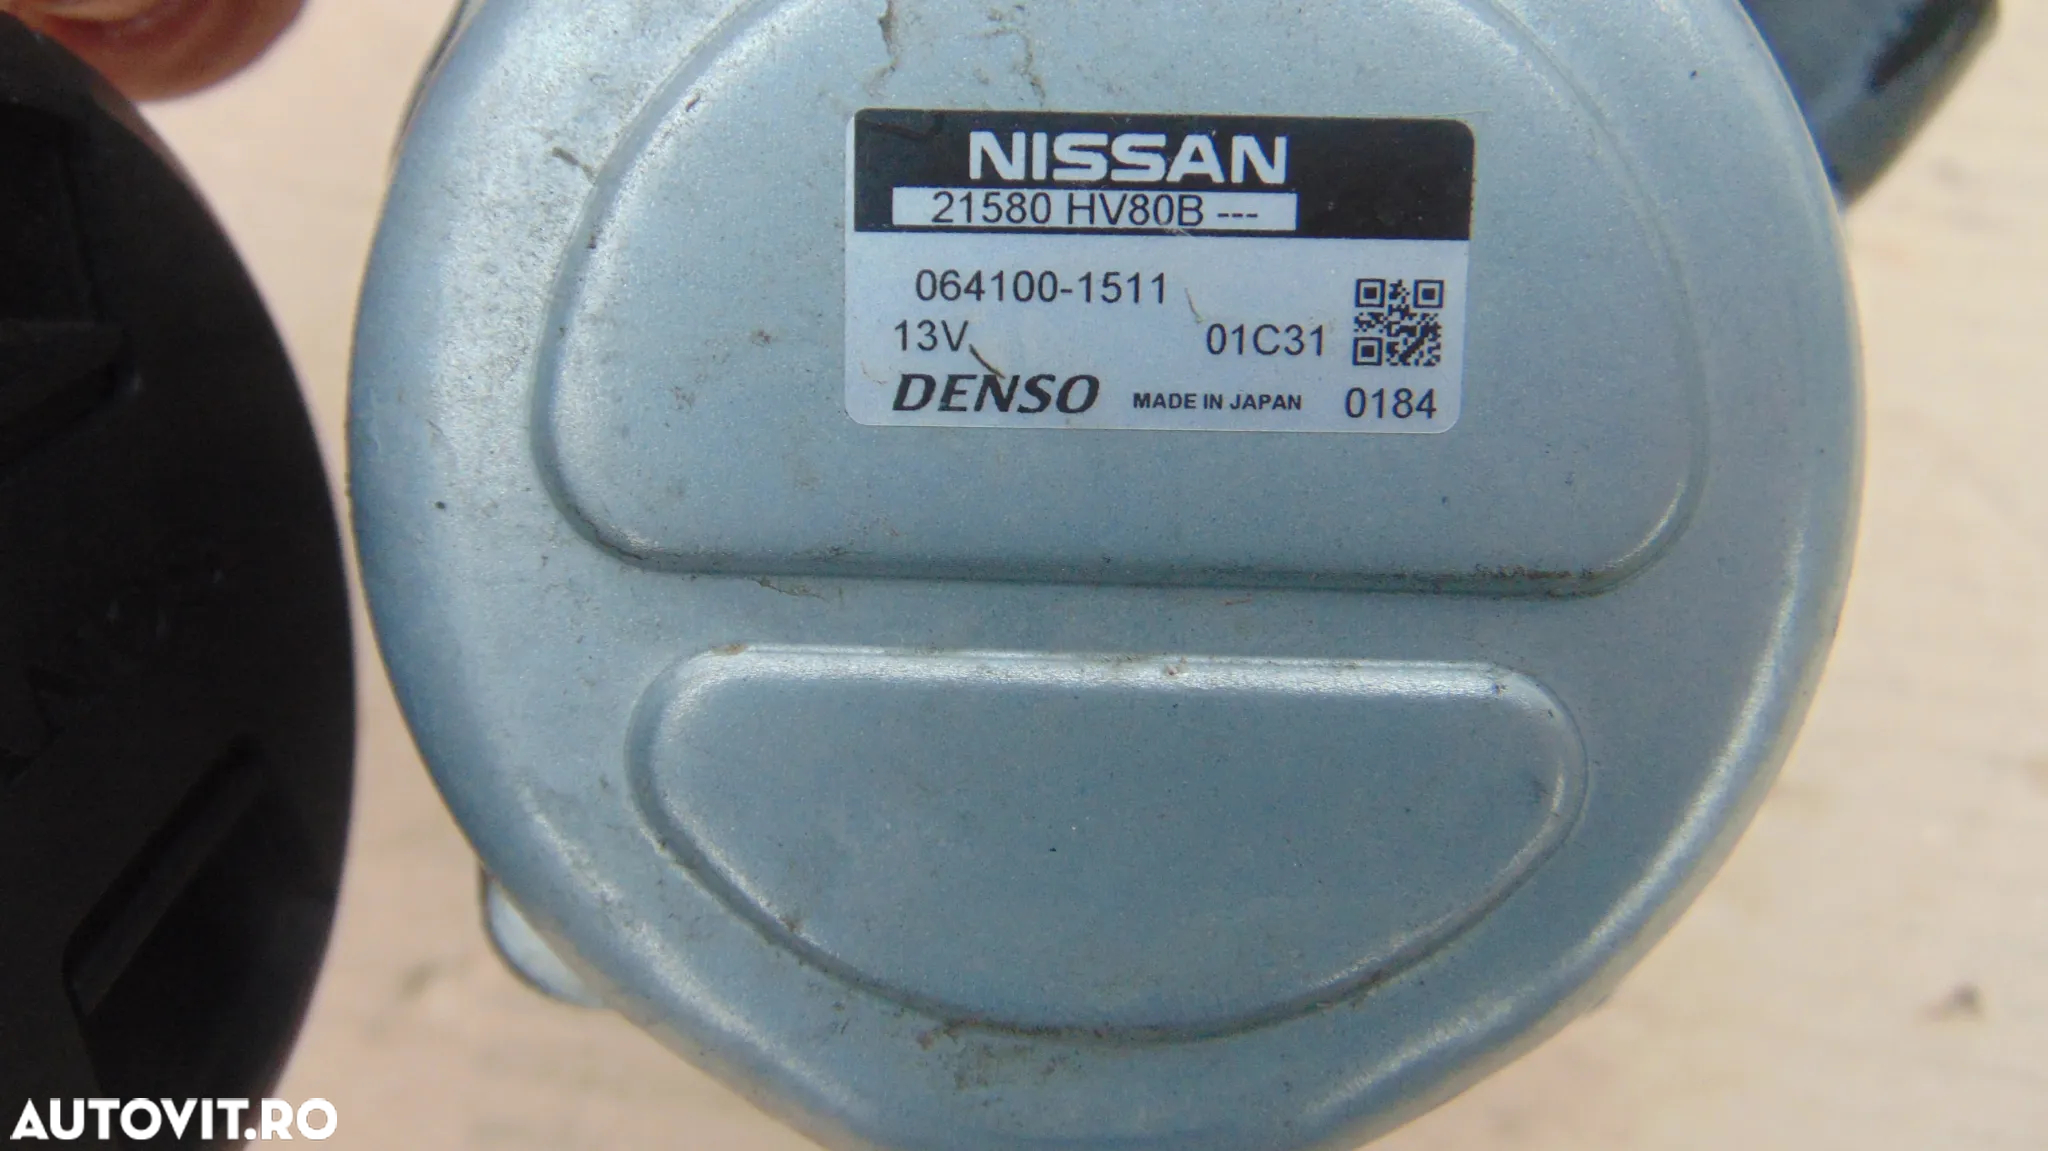 NISSAN
21580 HV80B ---
064100-1511
13V 01C31
DENSO MADE IN JAPAN 0184
AUTOVIT.RO